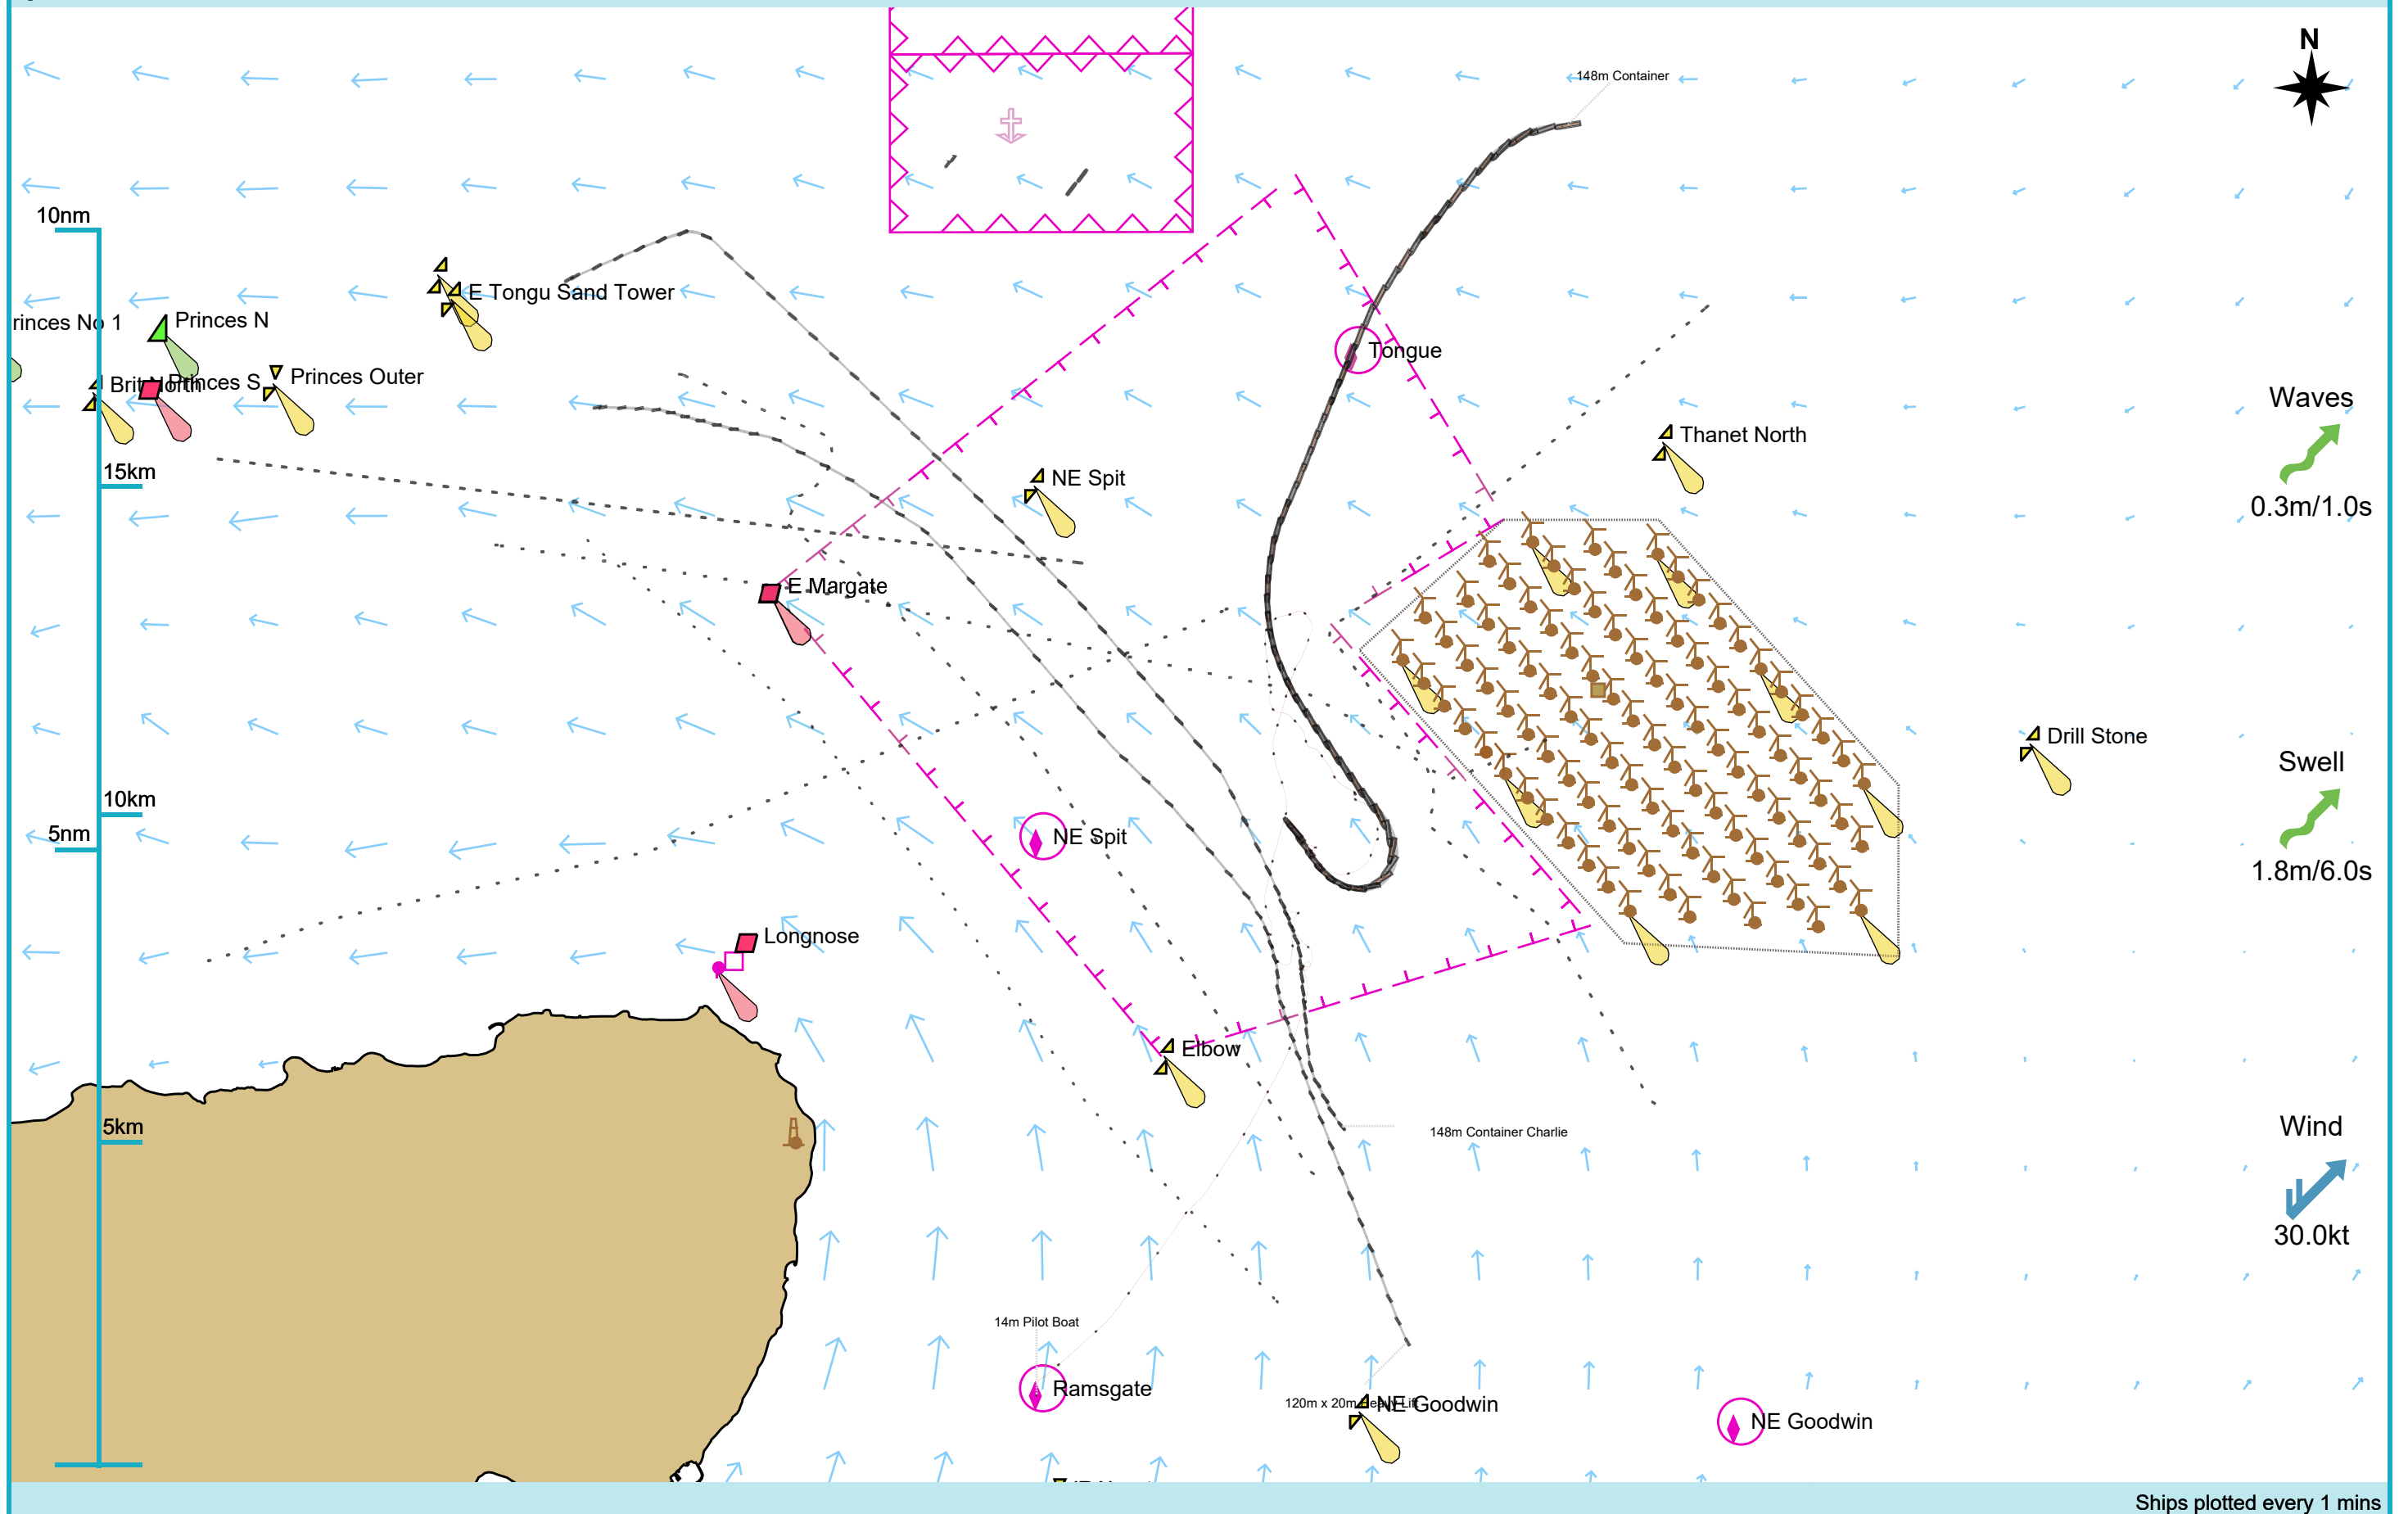 N
148m Container
10nm
E Tongu Sand Tower
Princes N
rinces No 1
Tongue
Princes Outer
Princes S
Waves
Thanet North
15km
NE Spit
0.3m/1.0s
E Margate
Drill Stone
Swell
10km
5nm
NE Spit
1.8m/6.0s
Longnose
Elbow
5km
148m Container Charlie
Wind
30.0kt
14m Pilot Boat
Ramsgate
120m x 20m
NE Goodwin
NE Goodwin
Ships plotted every 1 mins